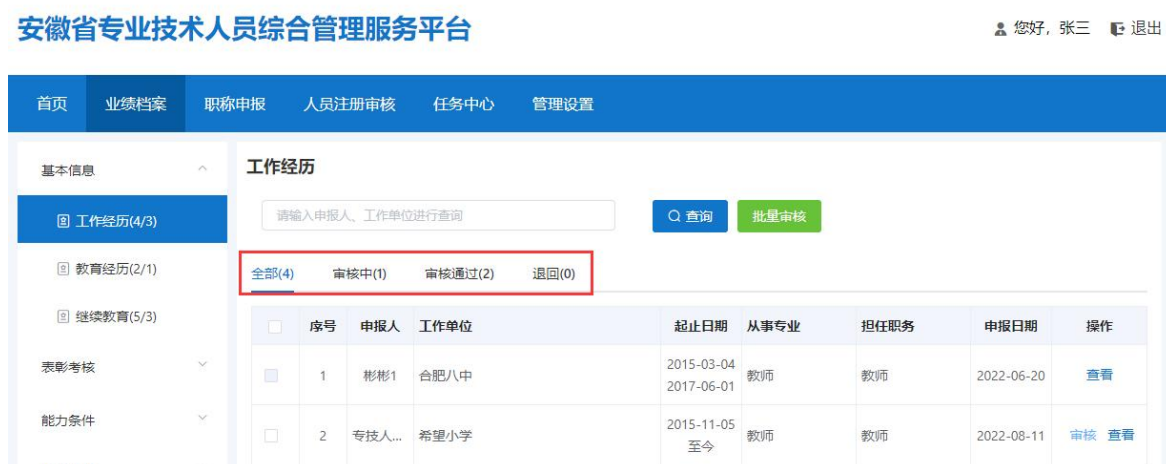 安徽省专业技术人员综合管理服务平台
您好，张三 退出
首页 业绩档案 职称申报 人员注册审核 任务中心 管理设置
基本信息
工作经历(4/3)
教育经历(2/1)
继续教育(5/3)
表彰考核
能力条件
工作经历
请输入申报人、工作单位进行查询 查询 批量审核
全部(4) 审核中(1) 审核通过(2) 退回(0)
序号 申报人 工作单位 起止日期 从事专业 担任职务 申报日期 操作
1 彬彬1 合肥八中 2015-03-04 2017-06-01 教师 教师 2022-06-20 查看
2 专技人... 希望小学 2015-11-05 至今 教师 教师 2022-08-11 审核 查看